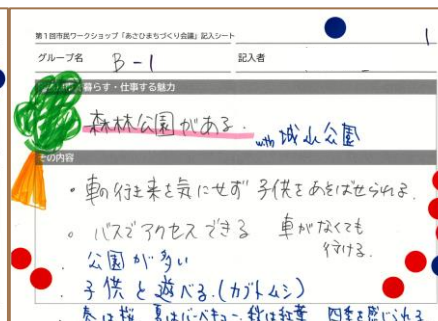 第1回市民ワークショップ「あさひまちづくり会議」記入シート
1
グループ名 B-1 記入者
暮らす・仕事する魅力
森林公園がある with 城山公園
その内容
・車の行き来を気にせず 子供をあそばせられる。
。バスでアクセスできる 車がなくても
行ける。
・公園が多い
・子供と遊べる。(カブトムシ)
春は桜 夏はバーベキュー、秋は紅葉 四季を感じられる